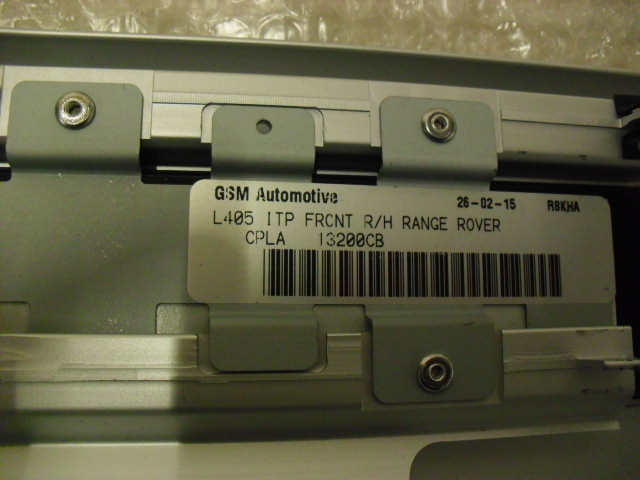 GSM Automotive 26-02-15 R8KHA
L405 ITP FRONT R/H RANGE ROVER
CPLA 13200CB